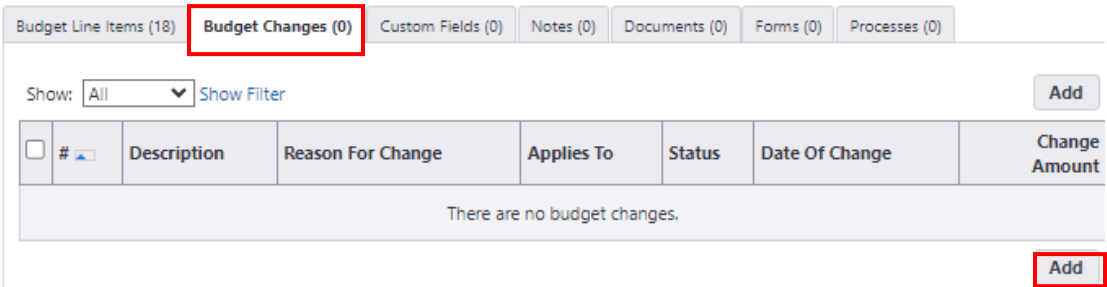 Budget Line Items (18) Budget Changes (0) Custom Fields (0) Notes (0) Documents (0) Forms (0) Processes (0)
Show: All Show Filter Add
# Description Reason For Change Applies To Status Date Of Change Change Amount
There are no budget changes.
Add